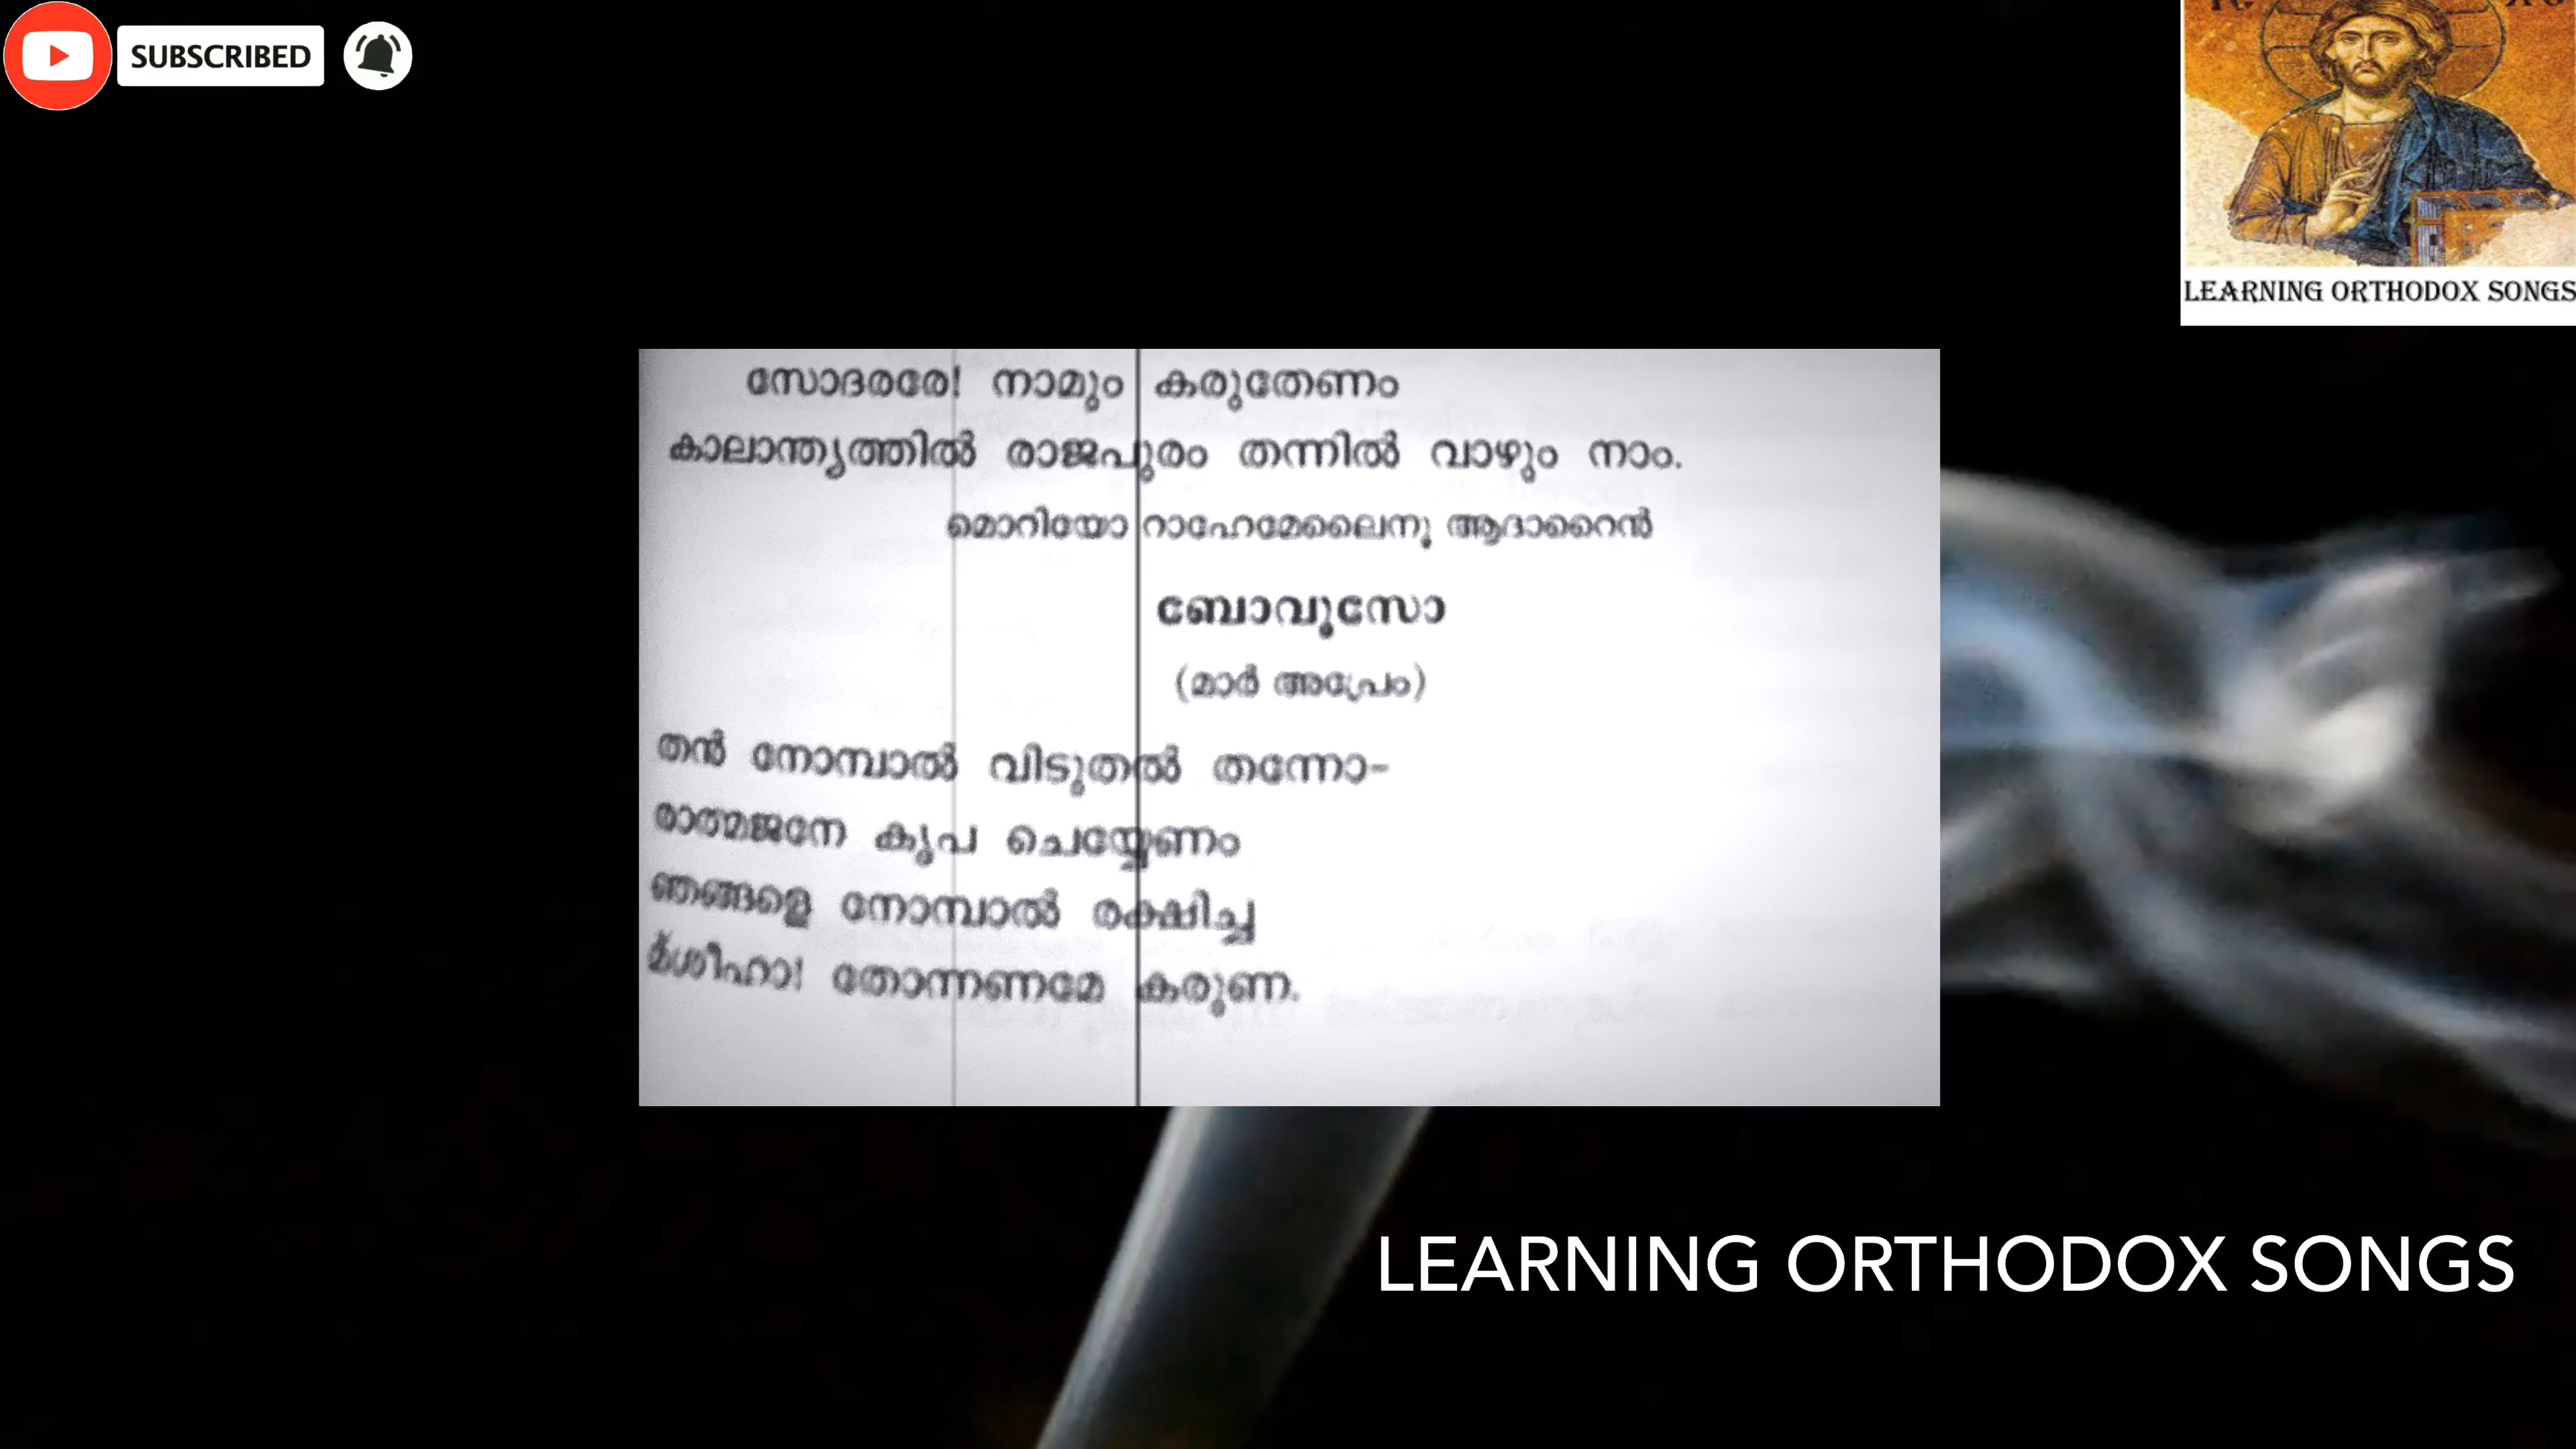 SUBSCRIBED
LEARNING ORTHODOX SONGS
സോദരരേ! നാമും കരുതേണം
കാലാന്ത്യത്തിൽ രാജപുരം തന്നിൽ വാഴും നാം.
മൊറിയോ റാഹേമേലൈനൂ ആദാറൈൻ
ബോവൂസോ
(മാർ അപ്രേം)
തൻ നോമ്പാൽ വിടുതൽ തന്നോ-
രാത്മജനേ കൃപ ചെയ്യേണം
ഞങ്ങളെ നോമ്പാൽ രക്ഷിച്ച
മ്ശീഹാ! തോന്നണമേ കരുണ.
LEARNING ORTHODOX SONGS